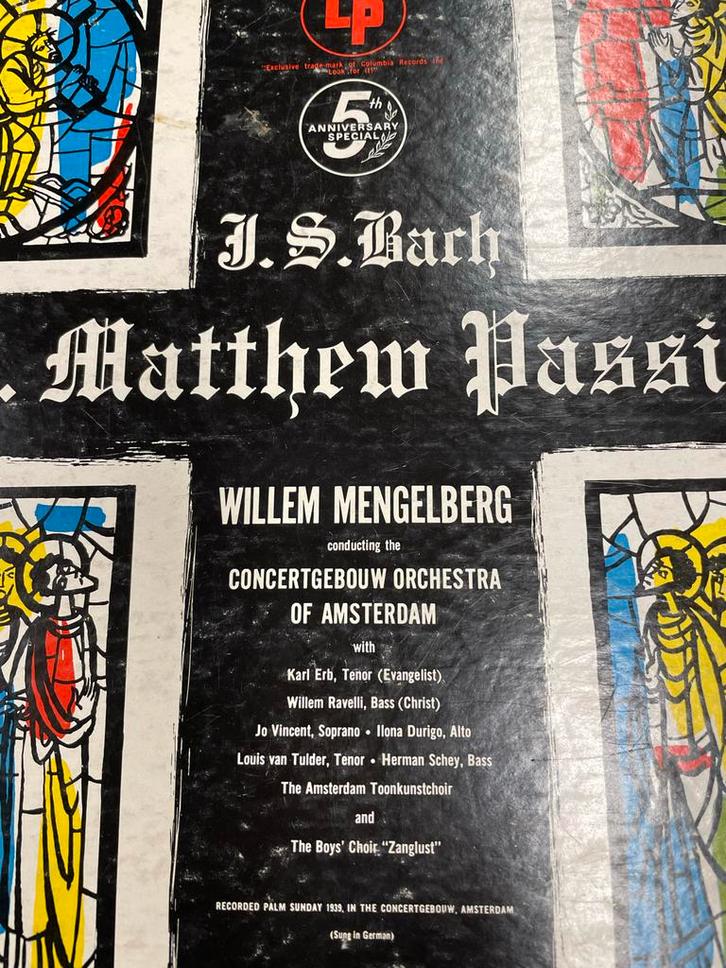 LP
"Exclusive trade-mark of Columbia Records Inc
Look for it!"
5th
ANNIVERSARY
SPECIAL
J. S. Bach
. Matthew Passi
WILLEM MENGELBERG
conducting the
CONCERTGEBOUW ORCHESTRA
OF AMSTERDAM
with
Karl Erb, Tenor (Evangelist)
Willem Ravelli, Bass (Christ)
Jo Vincent, Soprano • Ilona Durigo, Alto
Louis van Tulder, Tenor • Herman Schey, Bass
The Amsterdam Toonkunstchoir
and
The Boys' Choir "Zanglust"
RECORDED PALM SUNDAY 1939, IN THE CONCERTGEBOUW, AMSTERDAM
(Sung in German)